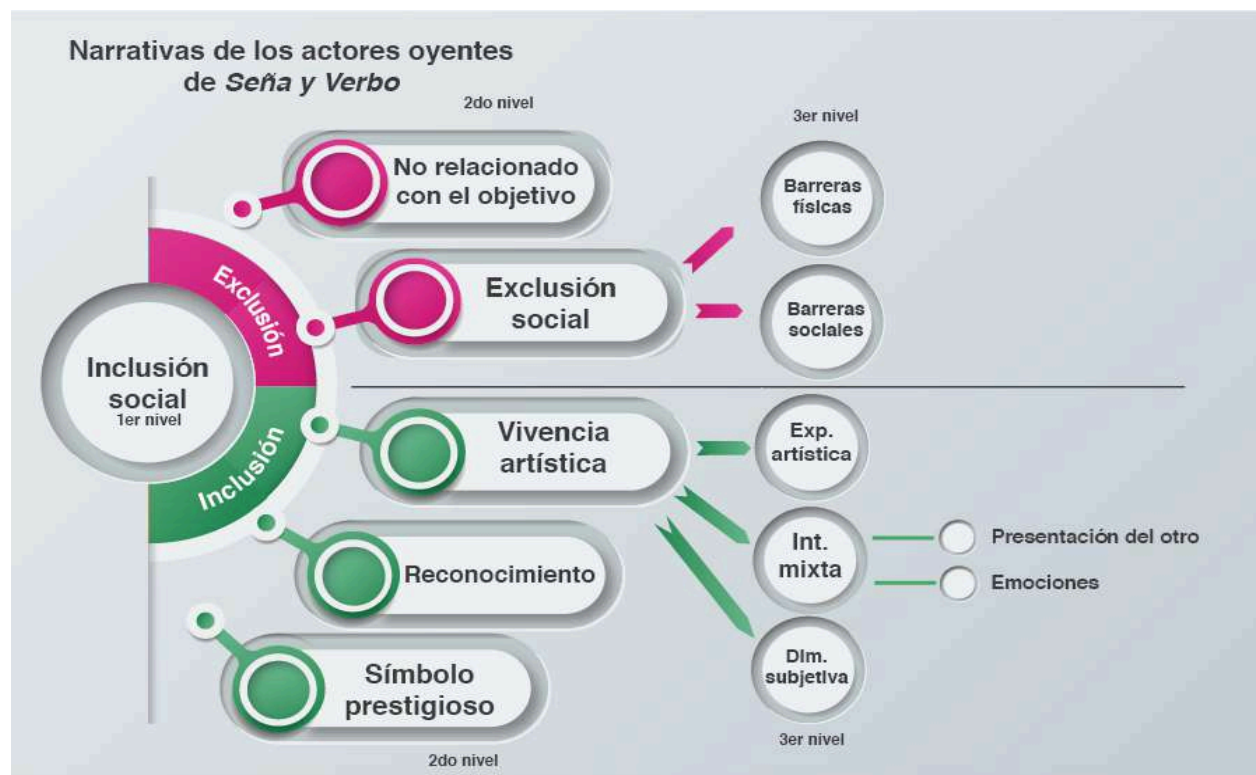 Narrativas de los actores oyentes
de Seña y Verbo
2do nivel
3er nivel
No relacionado
con el objetivo
Barreras
físicas
Exclusión
Exclusión
social
Barreras
sociales
Inclusión
social
1er nivel
Inclusión
Vivencia
artística
Exp.
artística
Int.
mixta
Presentación del otro
Emociones
Reconocimiento
Dim.
subjetiva
Símbolo
prestigioso
3er nivel
2do nivel